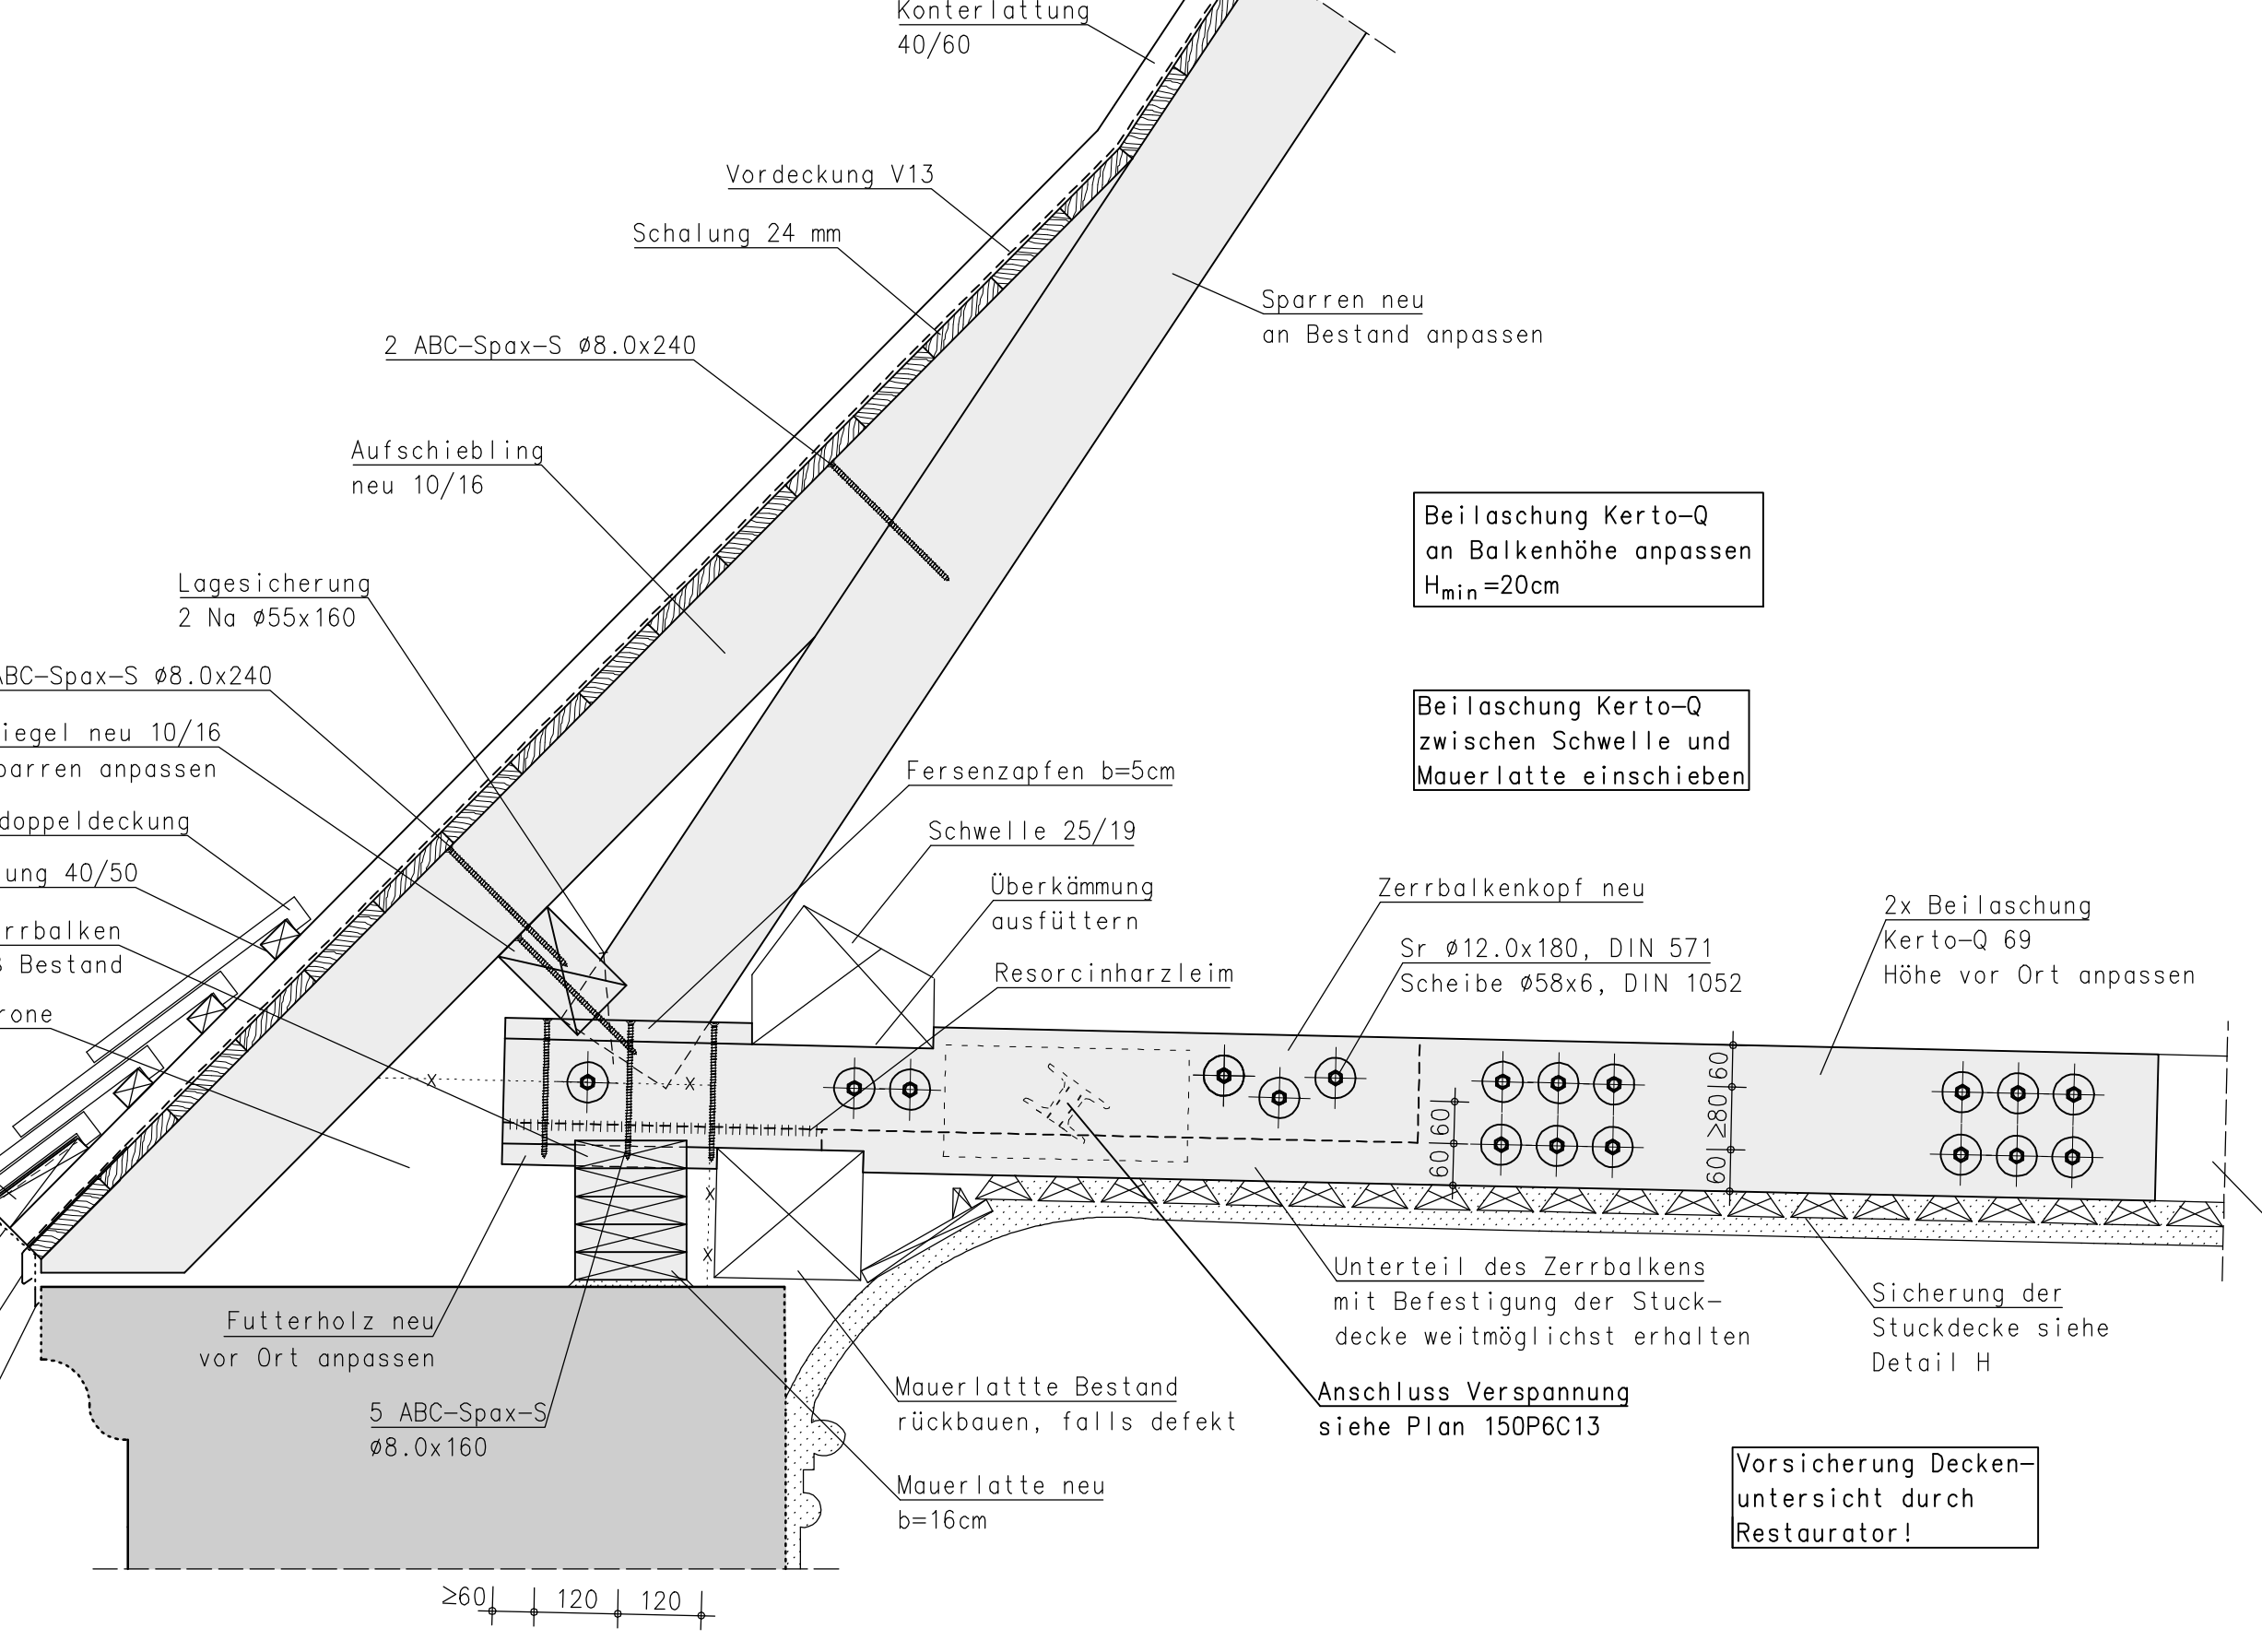 Konterlattung
40/60
Vordeckung V13
Schalung 24 mm
2 ABC-Spax-S ø8.0x240
Aufschiebling
neu 10/16
Lagesicherung
2 Na ø55x160
ABC-Spax-S ø8.0x240
iegel neu 10/16
parren anpassen
doppeldeckung
ung 40/50
errbalken
ß Bestand
rone
Sparren neu
an Bestand anpassen
Beilaschung Kerto-Q
an Balkenhöhe anpassen
Hmin=20cm
Beilaschung Kerto-Q
zwischen Schwelle und
Mauerlatte einschieben
Fersenzapfen b=5cm
Schwelle 25/19
Überkämmung
ausfüttern
Resorcinharzleim
Zerrbalkenkopf neu
Sr ø12.0x180, DIN 571
Scheibe ø58x6, DIN 1052
2x Beilaschung
Kerto-Q 69
Höhe vor Ort anpassen
60 60
60 ≥80 60
Futterholz neu
vor Ort anpassen
5 ABC-Spax-S
ø8.0x160
Mauerlattte Bestand
rückbauen, falls defekt
Mauerlatte neu
b=16cm
Unterteil des Zerrbalkens
mit Befestigung der Stuck-
decke weitmöglichst erhalten
Anschluss Verspannung
siehe Plan 150P6C13
Sicherung der
Stuckdecke siehe
Detail H
Vorsicherung Decken-
untersicht durch
Restaurator!
≥60 120 120